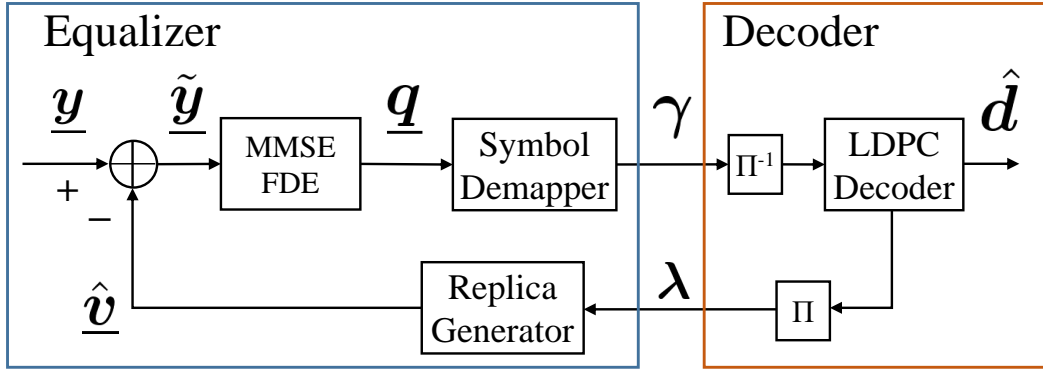 Equalizer
Decoder
y
ỹ
q
γ
d̂
MMSE
FDE
Symbol
Demapper
Π-1
LDPC
Decoder
+
−
v̂
Replica
Generator
λ
Π